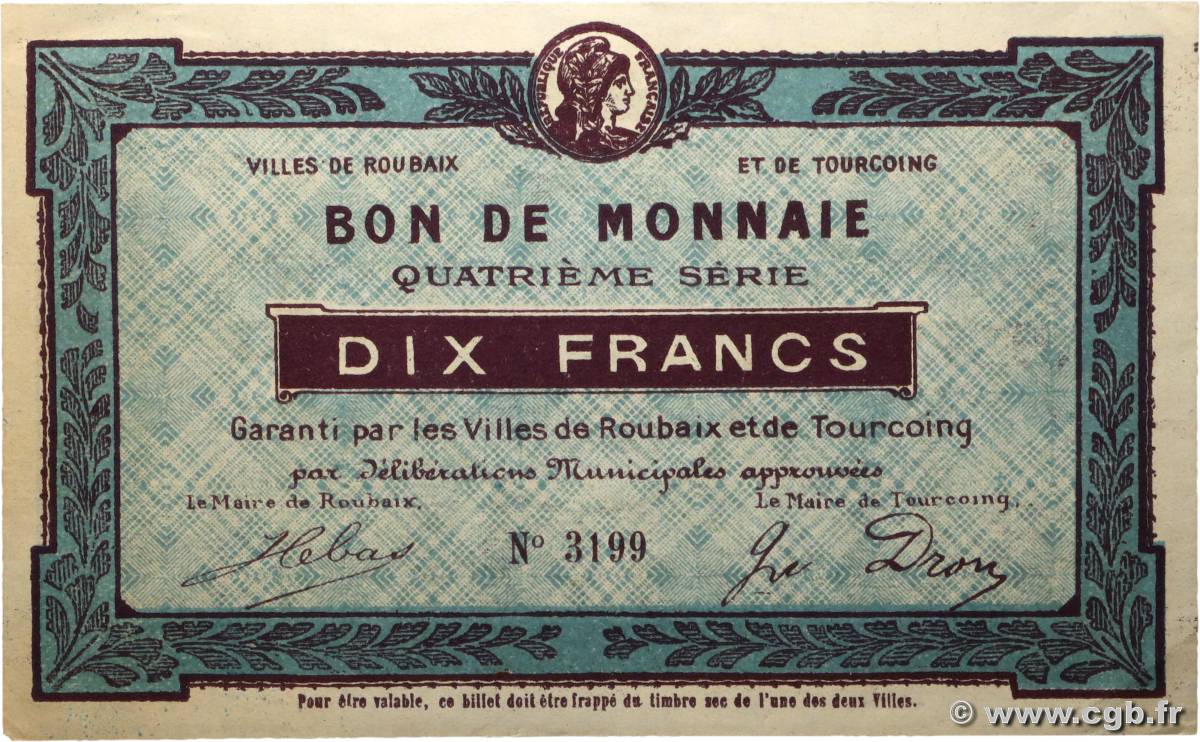 RÉPUBLIQUE FRANÇAISE
VILLES DE ROUBAIX ET DE TOURCOING
BON DE MONNAIE
QUATRIÈME SÉRIE
DIX FRANCS
Garanti par les Villes de Roubaix et de Tourcoing
par Délibérations Municipales approuvées
Le Maire de Roubaix, Le Maire de Tourcoing,
Hebas Nº 3199 Gve Dron
Pour être valable, ce billet doit être frappé du timbre sec de l'une des deux Villes.
© www.cgb.fr